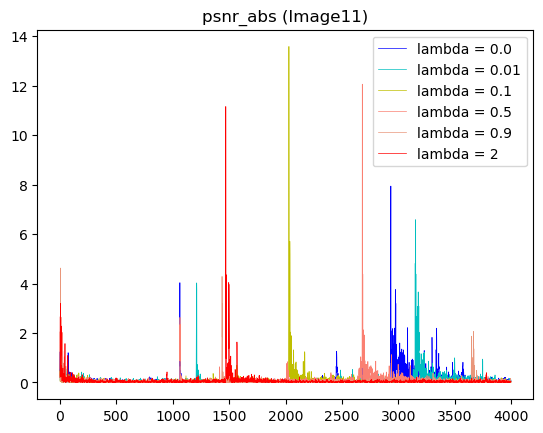 psnr_abs (Image11)
14
12
10
8
6
4
2
0
lambda = 0.0
lambda = 0.01
lambda = 0.1
lambda = 0.5
lambda = 0.9
lambda = 2
0 500 1000 1500 2000 2500 3000 3500 4000